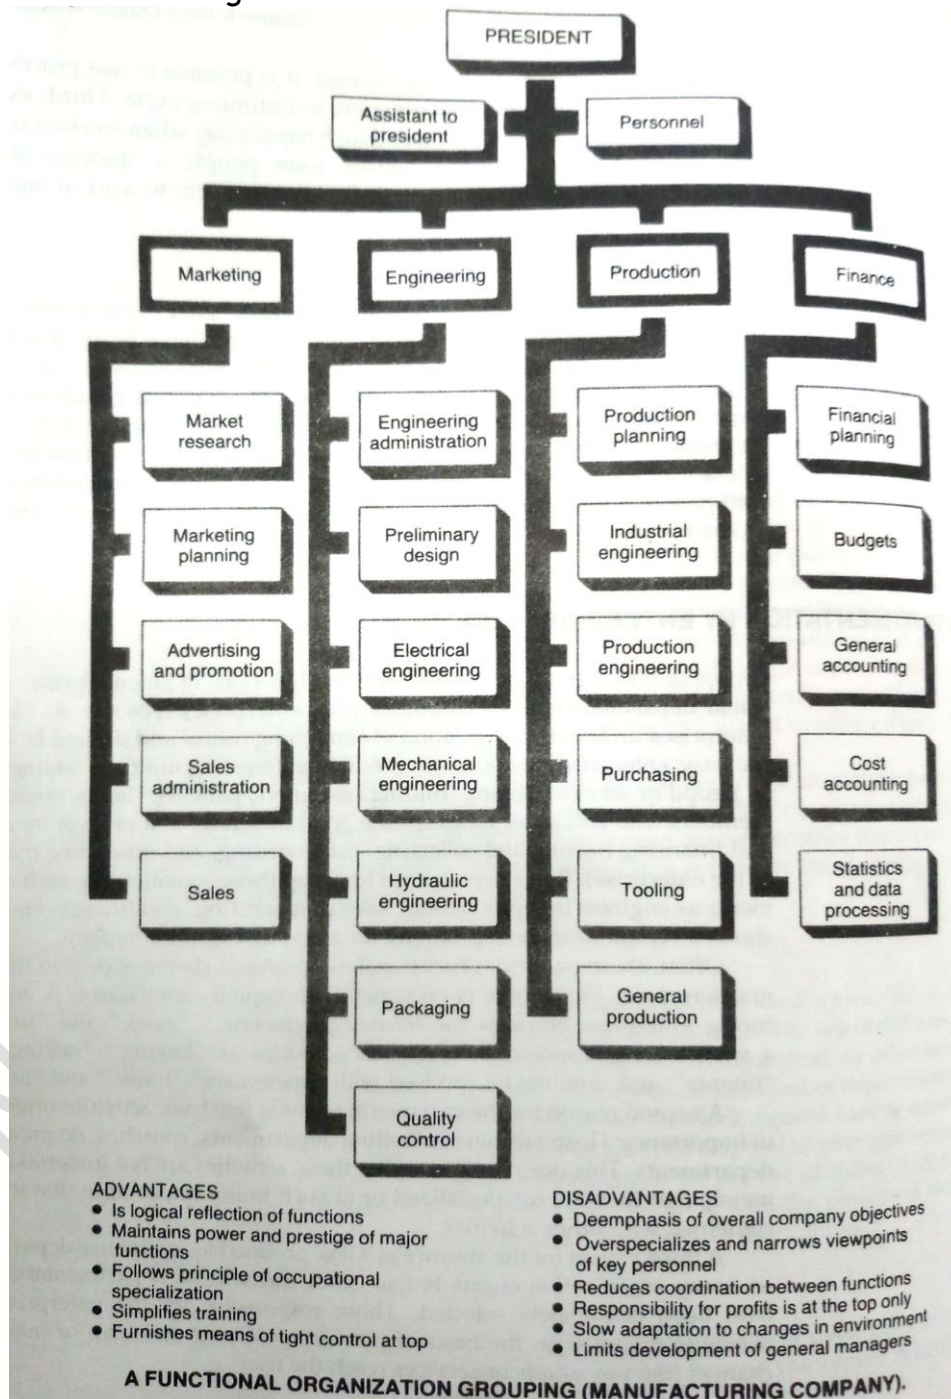 PRESIDENT
Assistant to
president
Personnel
Marketing
Engineering
Production
Finance
Market
research
Marketing
planning
Advertising
and promotion
Sales
administration
Sales
Engineering
administration
Preliminary
design
Electrical
engineering
Mechanical
engineering
Hydraulic
engineering
Packaging
Quality
control
Production
planning
Industrial
engineering
Production
engineering
Purchasing
Tooling
General
production
Financial
planning
Budgets
General
accounting
Cost
accounting
Statistics
and data
processing
ADVANTAGES
● Is logical reflection of functions
● Maintains power and prestige of major
functions
● Follows principle of occupational
specialization
● Simplifies training
● Furnishes means of tight control at top
DISADVANTAGES
● Deemphasis of overall company objectives
● Overspecializes and narrows viewpoints
of key personnel
● Reduces coordination between functions
● Responsibility for profits is at the top only
● Slow adaptation to changes in environment
● Limits development of general managers
A FUNCTIONAL ORGANIZATION GROUPING (MANUFACTURING COMPANY).